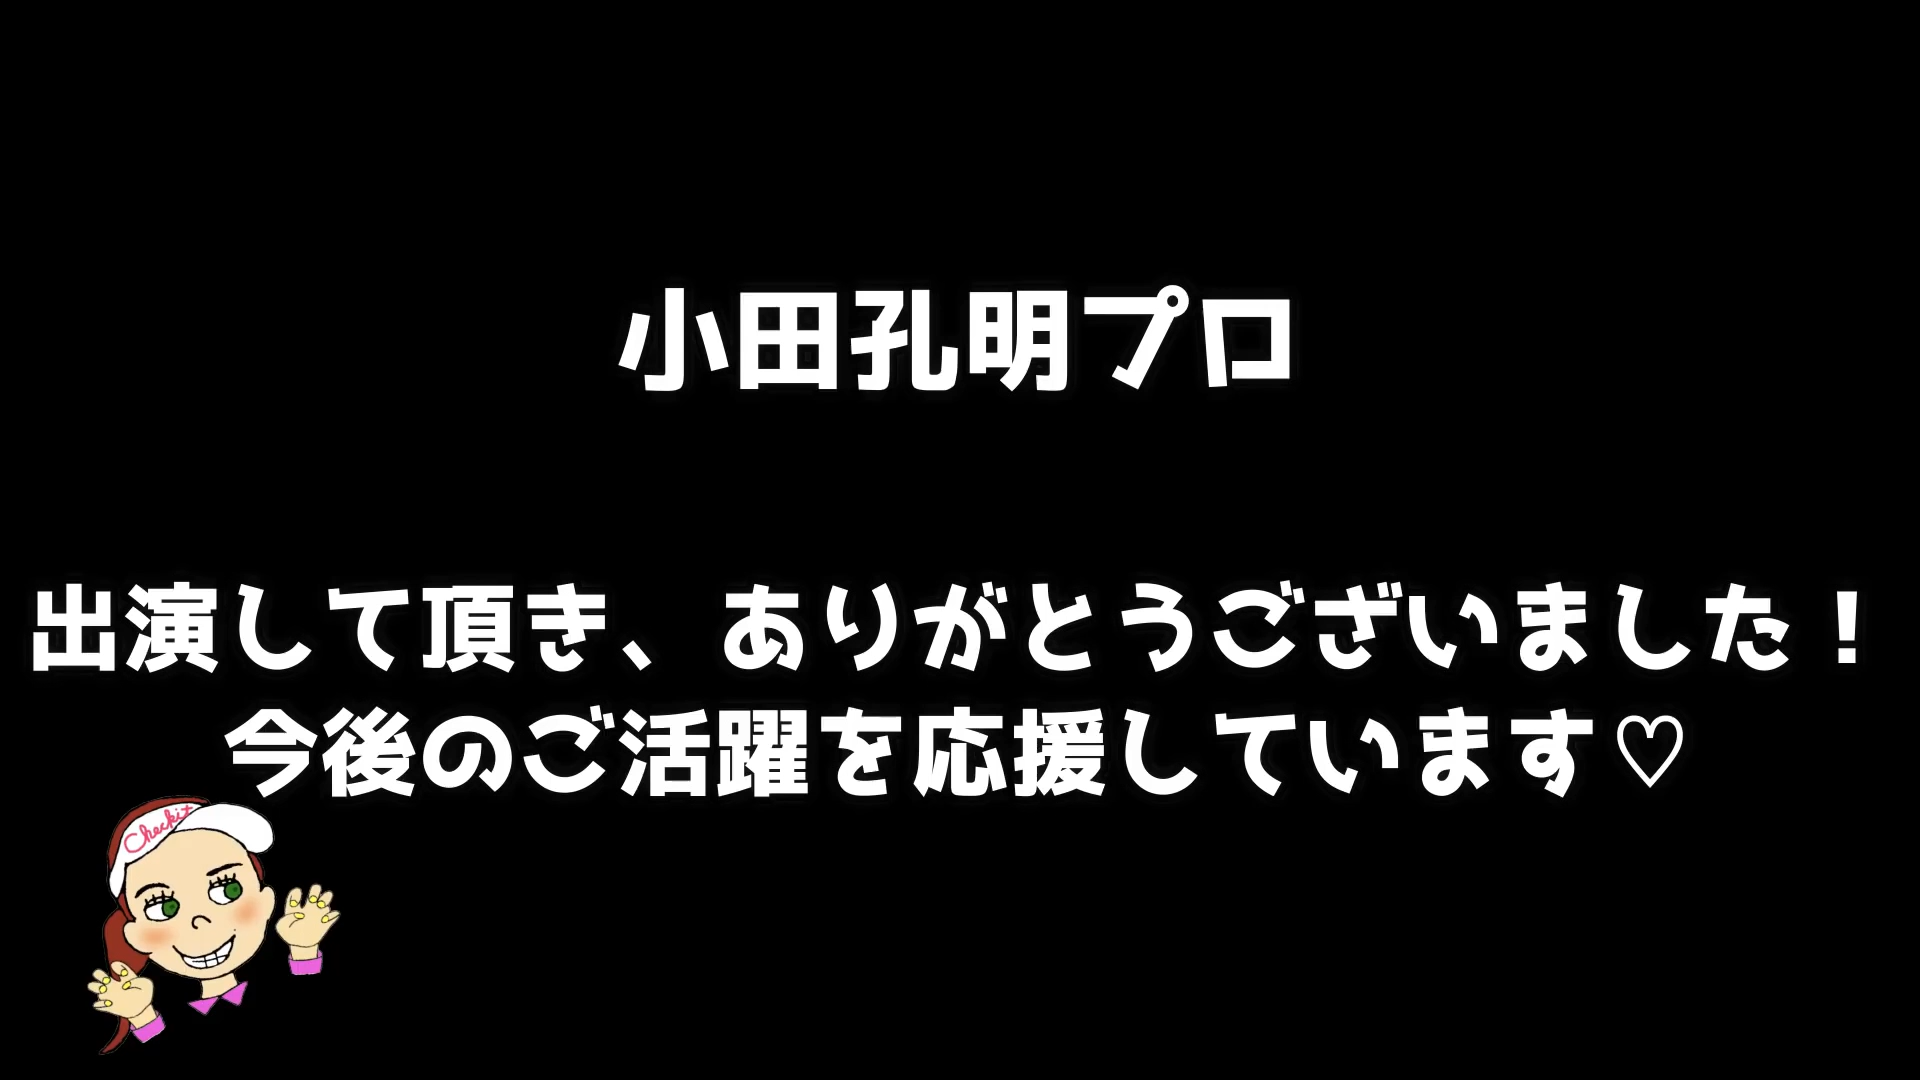 小田孔明プロ
出演して頂き、ありがとうございました！
今後のご活躍を応援しています♡
Checkit